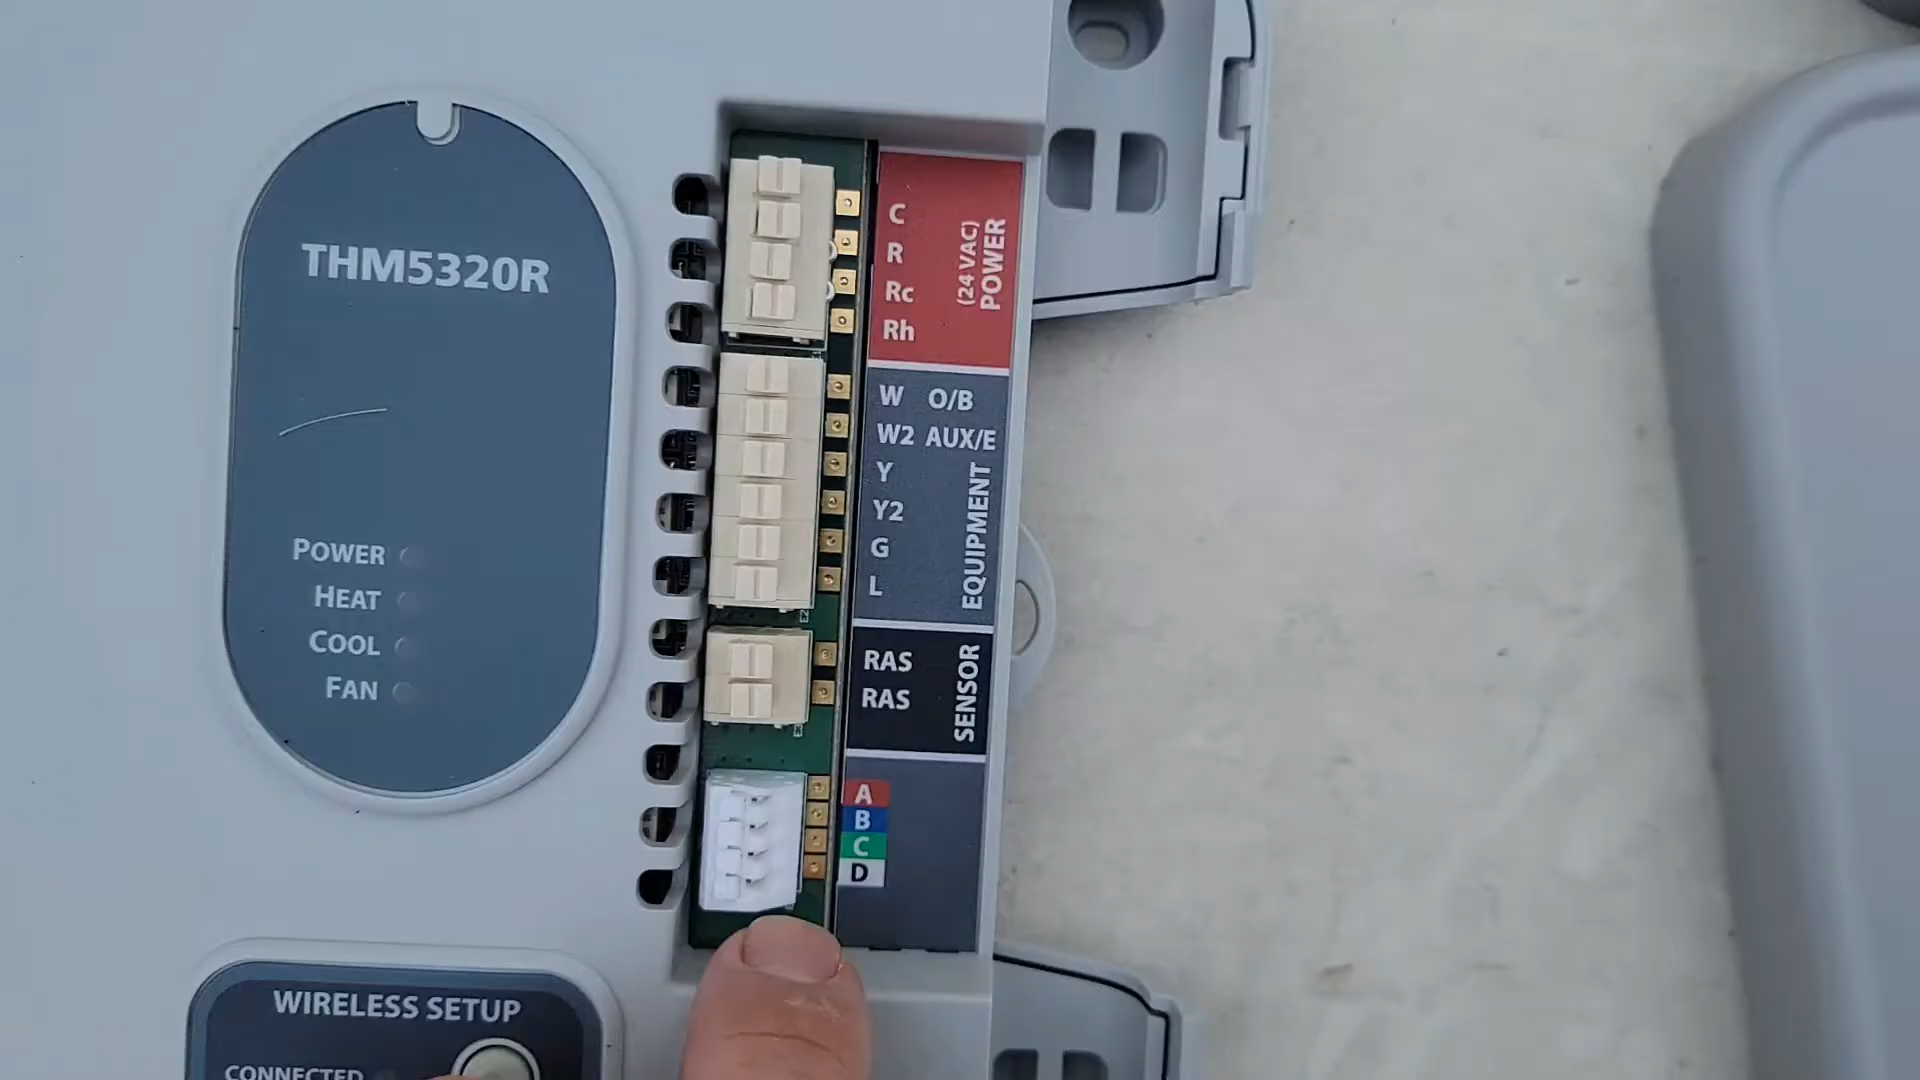 THM5320R
POWER
HEAT
COOL
FAN
C
R
Rc
Rh
(24 VAC)
POWER
W O/B
W2 AUX/E
Y
Y2
G
L
EQUIPMENT
RAS
RAS
SENSOR
A
B
C
D
WIRELESS SETUP
CONNECTED